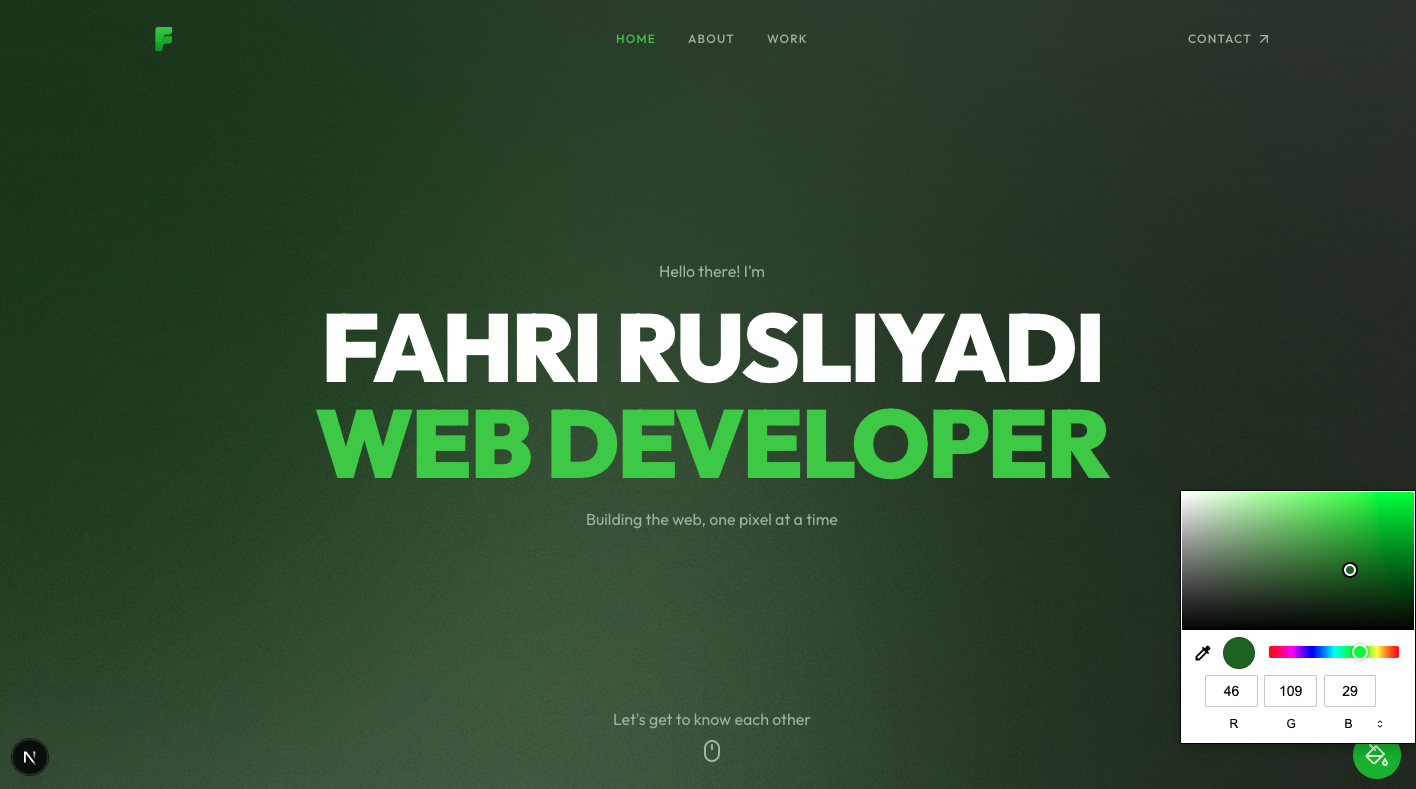 F
HOME ABOUT WORK CONTACT
Hello there! I'm
FAHRI RUSLIYADI
WEB DEVELOPER
Building the web, one pixel at a time
Let's get to know each other
46 109 29
R G B
N